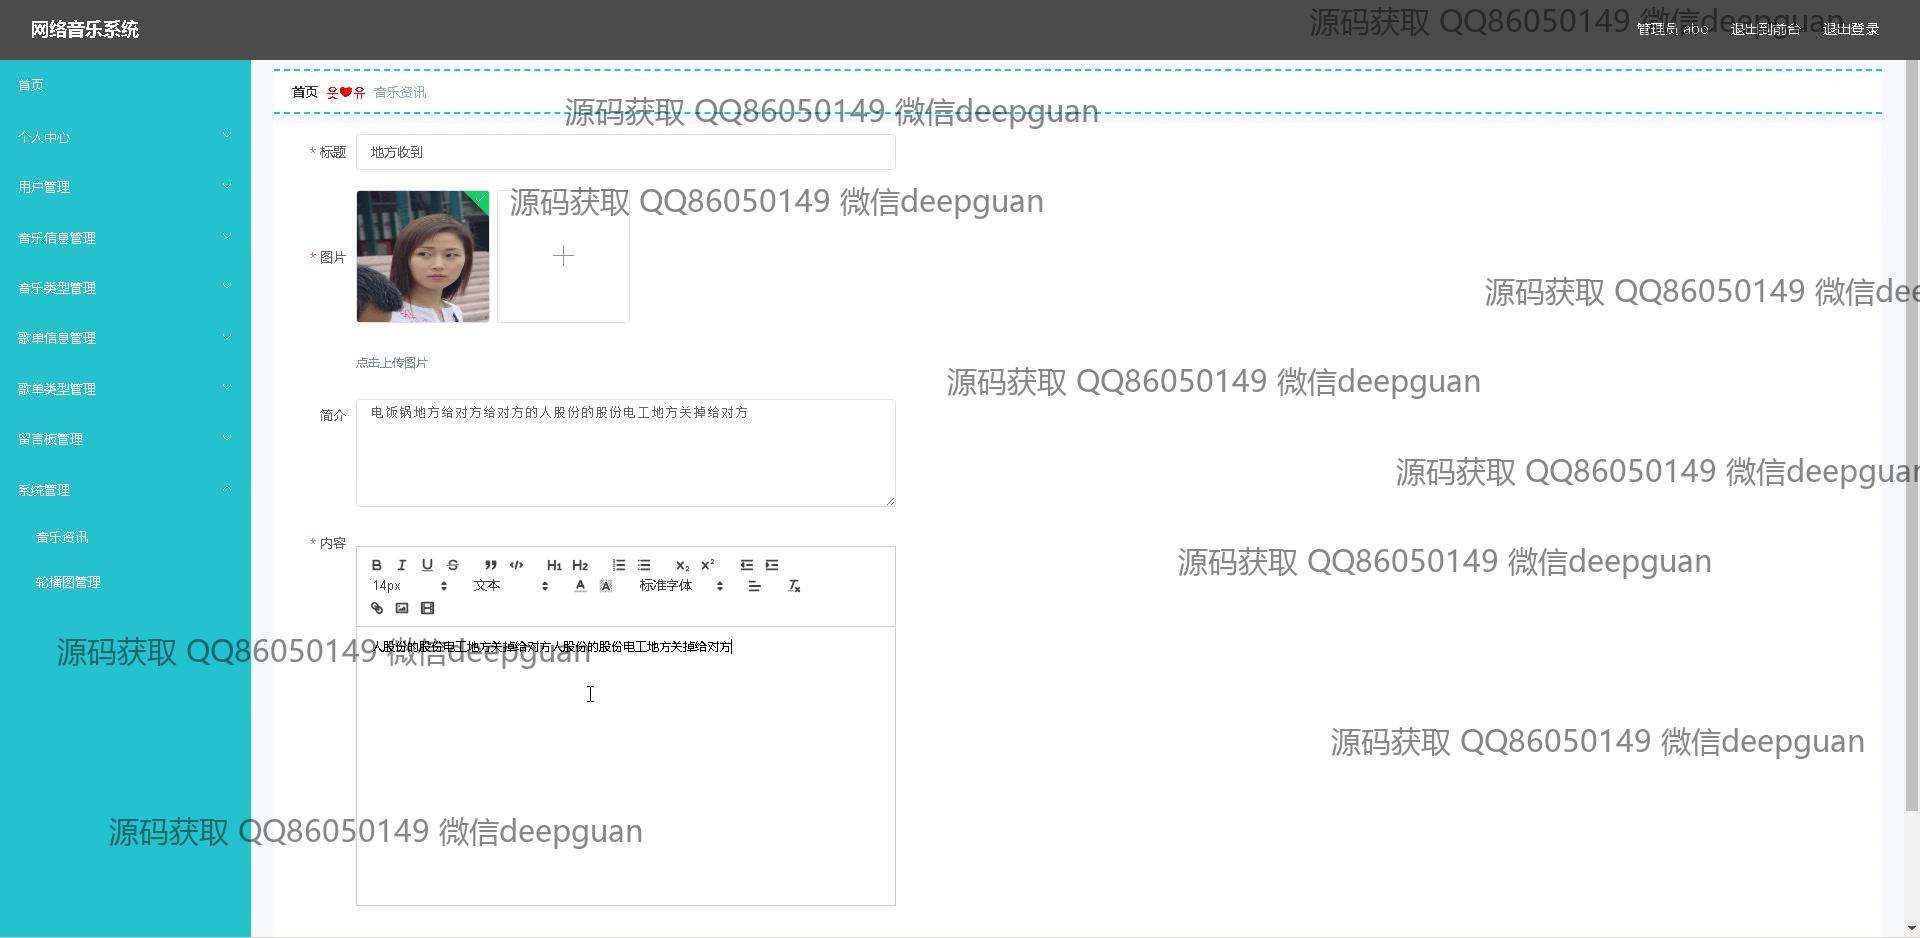 网络音乐系统
管理员 abo 退出到前台 退出登录
源码获取 QQ86050149 微信deepguan
首页
个人中心
用户管理
音乐信息管理
音乐类型管理
歌单信息管理
歌单类型管理
留言板管理
系统管理
音乐资讯
轮播图管理
首页 웃❤유 音乐资讯
源码获取 QQ86050149 微信deepguan
* 标题 地方收到
源码获取 QQ86050149 微信deepguan
* 图片
源码获取 QQ86050149 微信dee
点击上传图片
源码获取 QQ86050149 微信deepguan
简介 电饭锅地方给对方给对方的人股份的股份电工地方关掉给对方
源码获取 QQ86050149 微信deepguan
* 内容
源码获取 QQ86050149 微信deepguan
B I U S H1 H2 X₂ X²
14px 文本 A A 标准字体 Tx
人股份的股份电工地方关掉给对方人股份的股份电工地方关掉给对方
源码获取 QQ86050149 微信deepguan
源码获取 QQ86050149 微信deepguan
源码获取 QQ86050149 微信deepguan